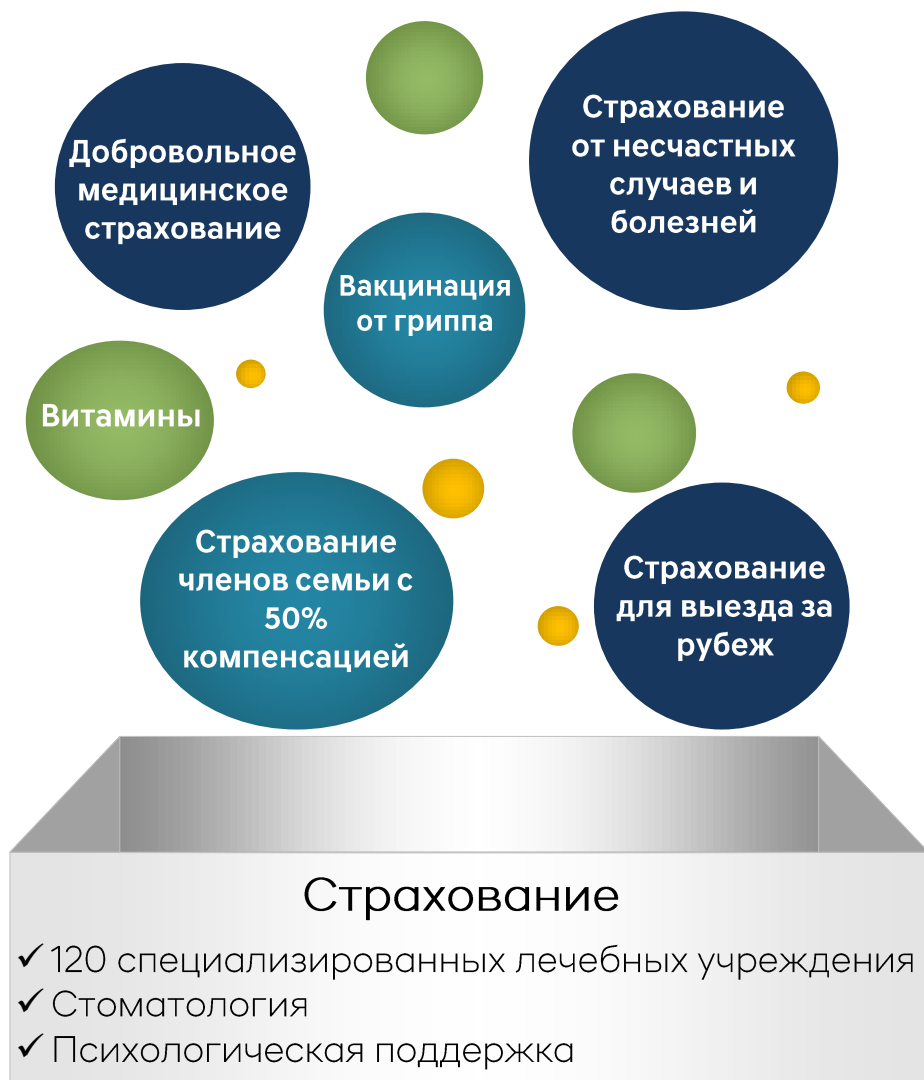 Добровольное
медицинское
страхование
Страхование
от несчастных
случаев и
болезней
Вакцинация
от гриппа
Витамины
Страхование
членов семьи с
50%
компенсацией
Страхование
для выезда за
рубеж
Страхование
✓ 120 специализированных лечебных учреждения
✓ Стоматология
✓ Психологическая поддержка